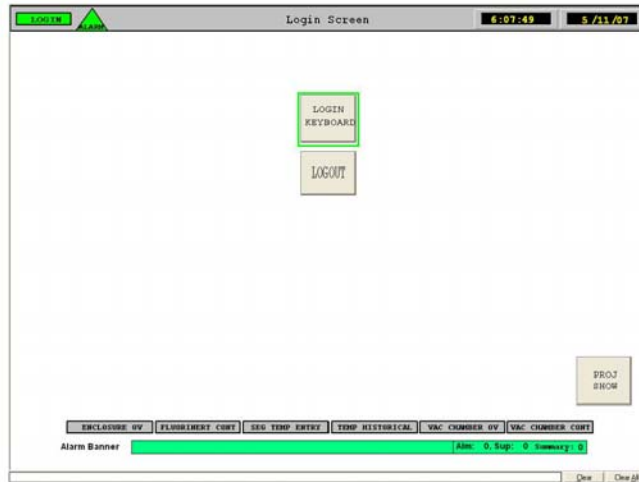 LOGIN ALARM Login Screen 6:07:49 5/11/07
LOGIN
KEYBOARD
LOGOUT
PROJ
SHOW
ENCLOSURE OV FLUORINERT CONT SEG TEMP ENTRY TEMP HISTORICAL VAC CHAMBER OV VAC CHAMBER CONT
Alarm Banner Alm: 0, Sup: 0 Summary: 0
Clear Clear All